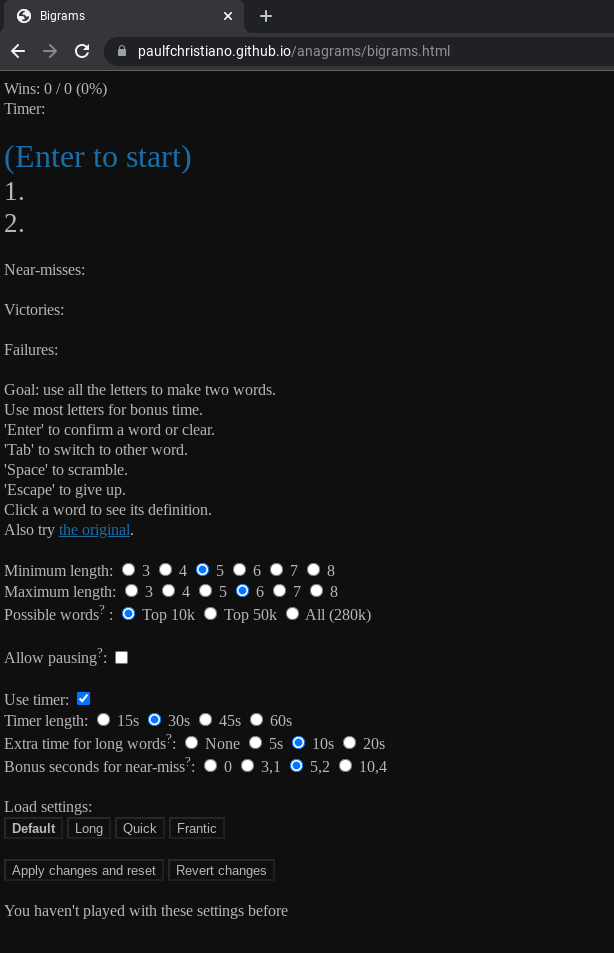 Bigrams
paulfchristiano.github.io/anagrams/bigrams.html
Wins: 0 / 0 (0%)
Timer:
(Enter to start)
1.
2.
Near-misses:
Victories:
Failures:
Goal: use all the letters to make two words.
Use most letters for bonus time.
'Enter' to confirm a word or clear.
'Tab' to switch to other word.
'Space' to scramble.
'Escape' to give up.
Click a word to see its definition.
Also try the original.
Minimum length: 3 4 5 6 7 8
Maximum length: 3 4 5 6 7 8
Possible words? : Top 10k Top 50k All (280k)
Allow pausing?:
Use timer:
Timer length: 15s 30s 45s 60s
Extra time for long words?: None 5s 10s 20s
Bonus seconds for near-miss?: 0 3,1 5,2 10,4
Load settings:
Default Long Quick Frantic
Apply changes and reset Revert changes
You haven't played with these settings before